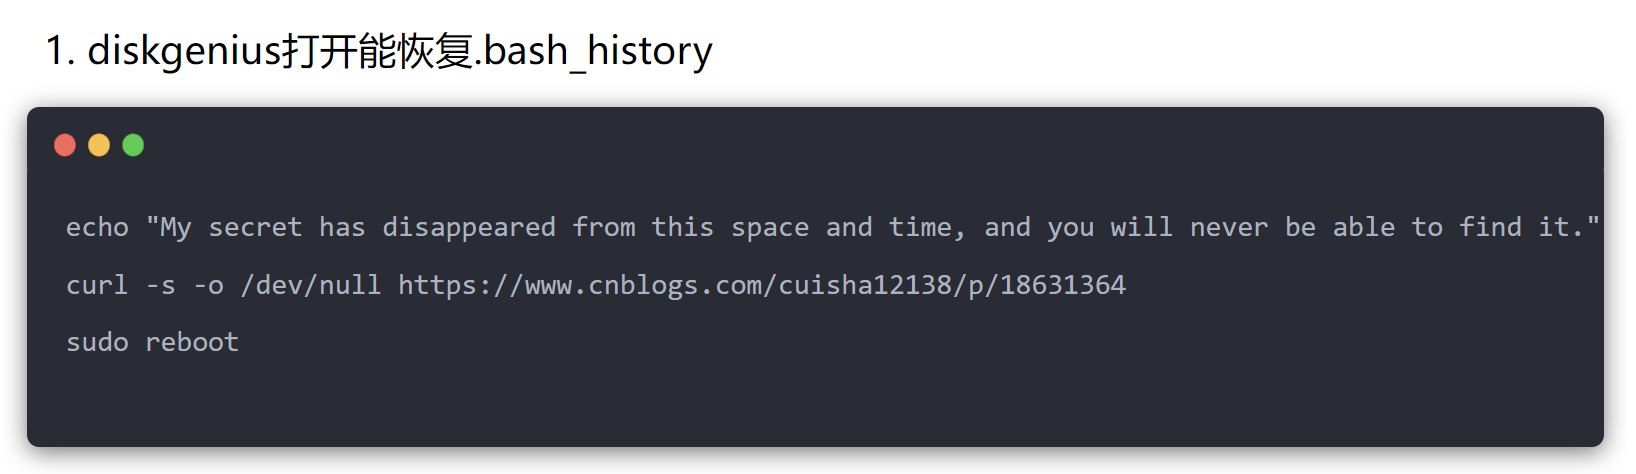 1. diskgenius打开能恢复.bash_history
echo "My secret has disappeared from this space and time, and you will never be able to find it."
curl -s -o /dev/null https://www.cnblogs.com/cuisha12138/p/18631364
sudo reboot